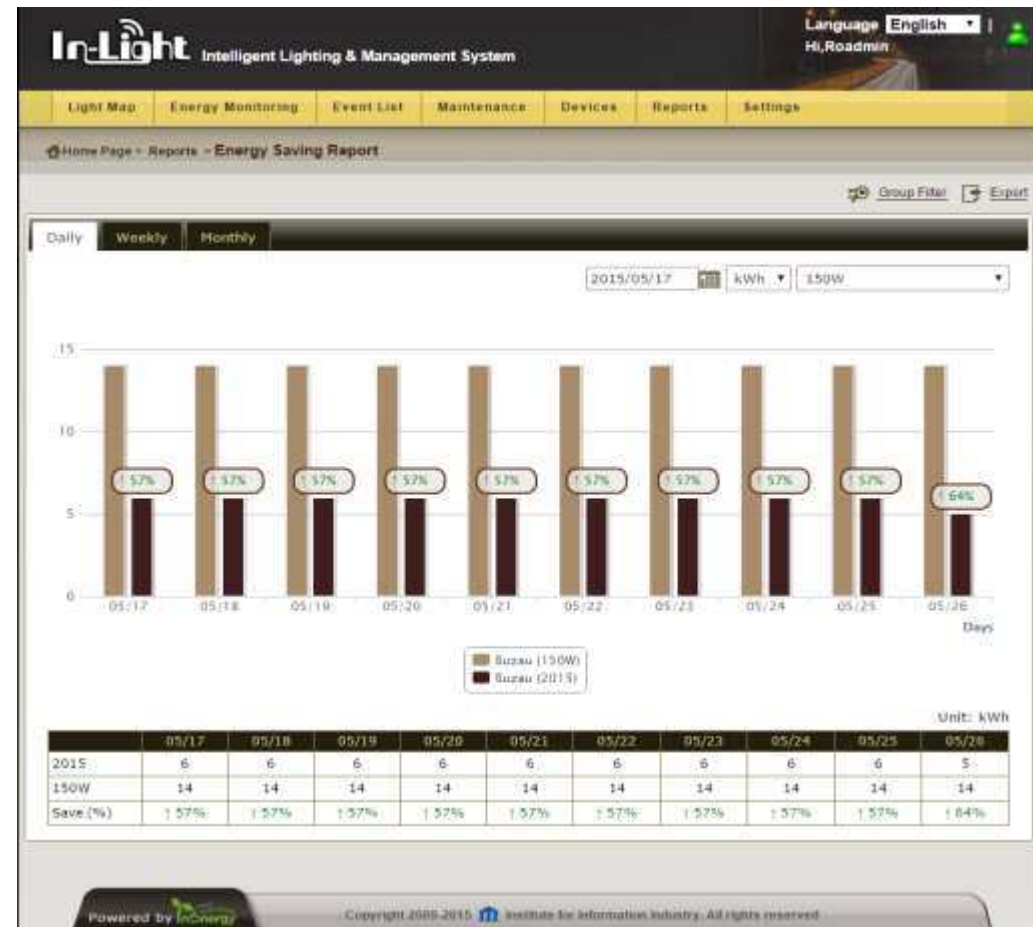 Language English |
In-Light Intelligent Lighting & Management System
Hi,Roadmin
Light Map Energy Monitoring Event List Maintenance Devices Reports Settings
Home Page > Reports > Energy Saving Report
Group Filter Export
Daily Weekly Monthly
2015/05/17 kWh 150W
15
10
↑ 57% ↑ 57% ↑ 57% ↑ 57% ↑ 57% ↑ 57% ↑ 57% ↑ 57% ↑ 57% ↑ 64%
5
0
05/17 05/18 05/19 05/20 05/21 05/22 05/23 05/24 05/25 05/26
Days
Suzau (150W)
Suzau (2015)
Unit: kWh
05/17 05/18 05/19 05/20 05/21 05/22 05/23 05/24 05/25 05/26
2015 6 6 6 6 6 6 6 6 6 5
150W 14 14 14 14 14 14 14 14 14 14
Save (%) ↑ 57% ↑ 57% ↑ 57% ↑ 57% ↑ 57% ↑ 57% ↑ 57% ↑ 57% ↑ 57% ↑ 64%
Powered by InEnergy Copyright 2009-2015 Institute for Information Industry. All rights reserved